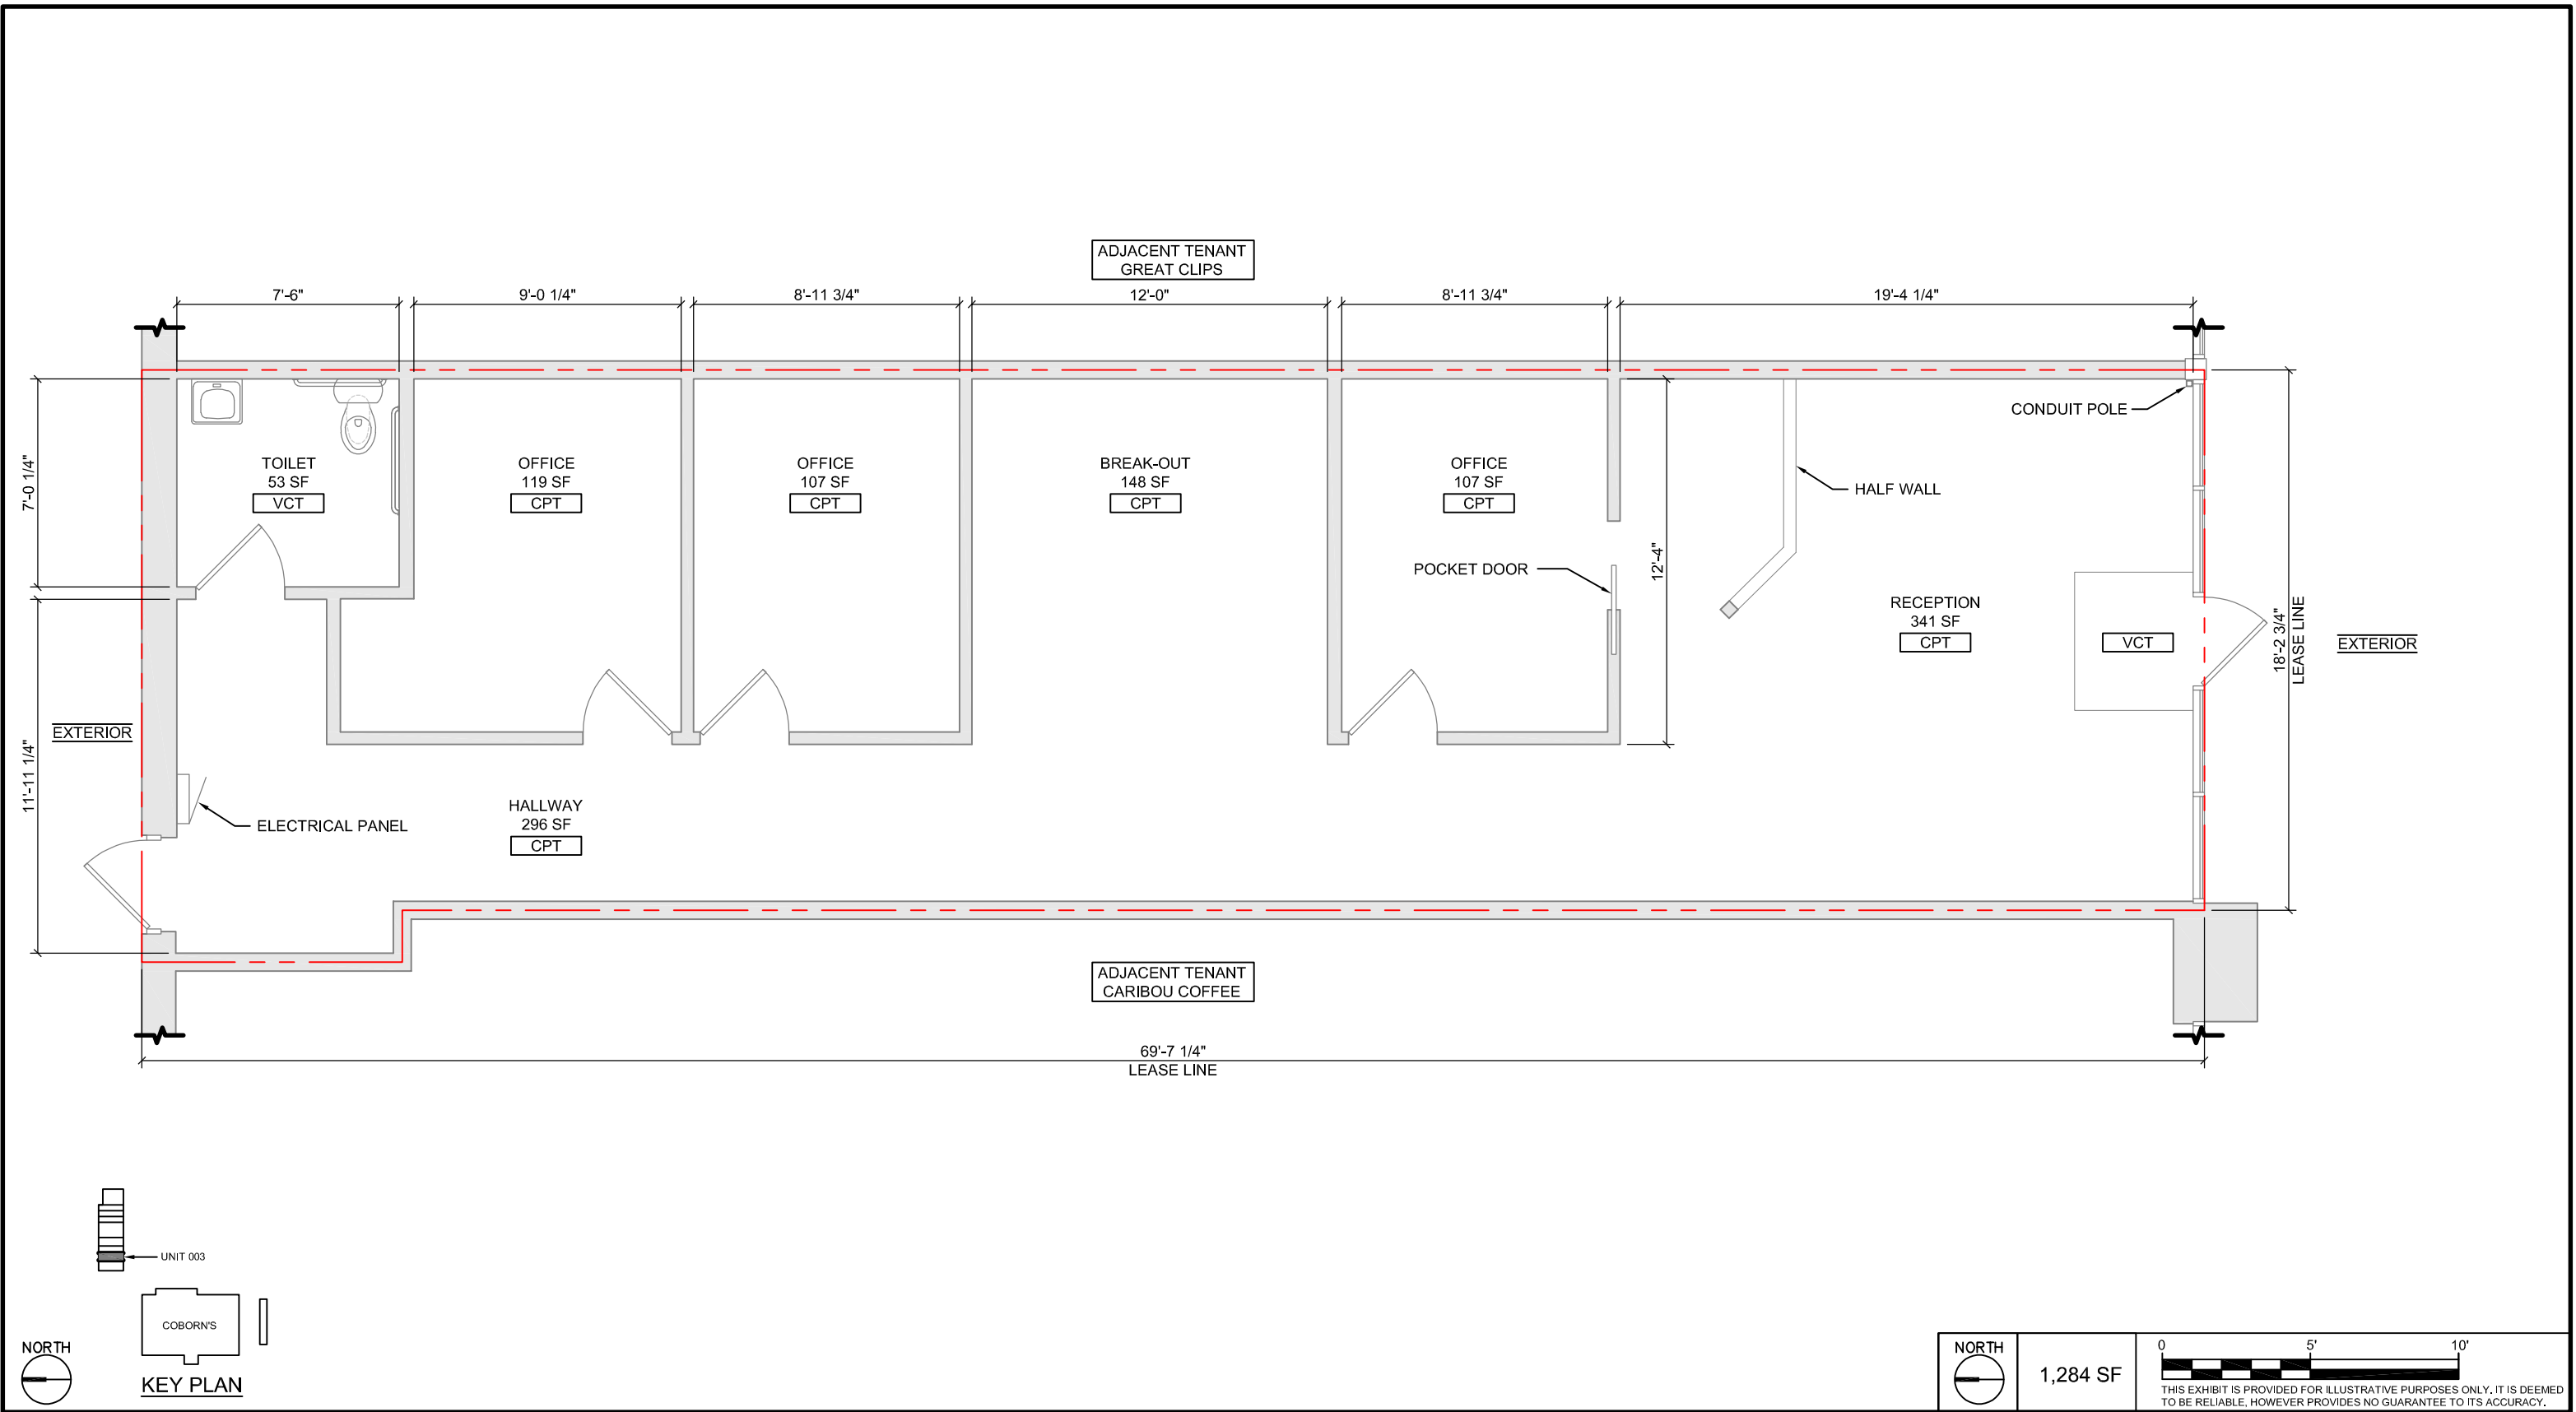 ADJACENT TENANT
GREAT CLIPS
7'-6"
9'-0 1/4"
8'-11 3/4"
12'-0"
8'-11 3/4"
19'-4 1/4"
CONDUIT POLE
7'-0 1/4"
TOILET
53 SF
VCT
OFFICE
119 SF
CPT
OFFICE
107 SF
CPT
BREAK-OUT
148 SF
CPT
OFFICE
107 SF
CPT
HALF WALL
POCKET DOOR
12'-4"
RECEPTION
341 SF
CPT
VCT
18'-2 3/4"
LEASE LINE
EXTERIOR
EXTERIOR
11'-11 1/4"
ELECTRICAL PANEL
HALLWAY
296 SF
CPT
ADJACENT TENANT
CARIBOU COFFEE
69'-7 1/4"
LEASE LINE
UNIT 003
COBORN'S
NORTH
KEY PLAN
NORTH
1,284 SF
0 5' 10'
THIS EXHIBIT IS PROVIDED FOR ILLUSTRATIVE PURPOSES ONLY. IT IS DEEMED
TO BE RELIABLE, HOWEVER PROVIDES NO GUARANTEE TO ITS ACCURACY.